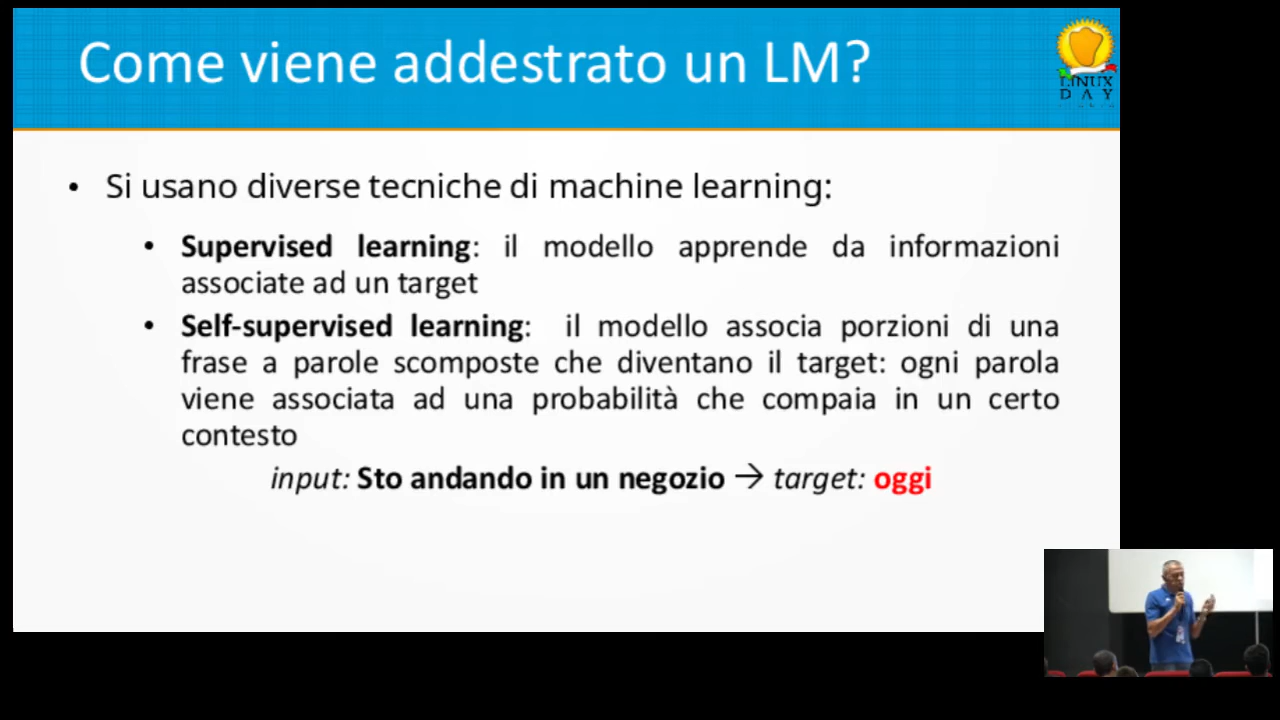 Come viene addestrato un LM?
LINUX
DAY
• Si usano diverse tecniche di machine learning:
• Supervised learning: il modello apprende da informazioni
associate ad un target
• Self-supervised learning: il modello associa porzioni di una
frase a parole scomposte che diventano il target: ogni parola
viene associata ad una probabilità che compaia in un certo
contesto
input: Sto andando in un negozio → target: oggi